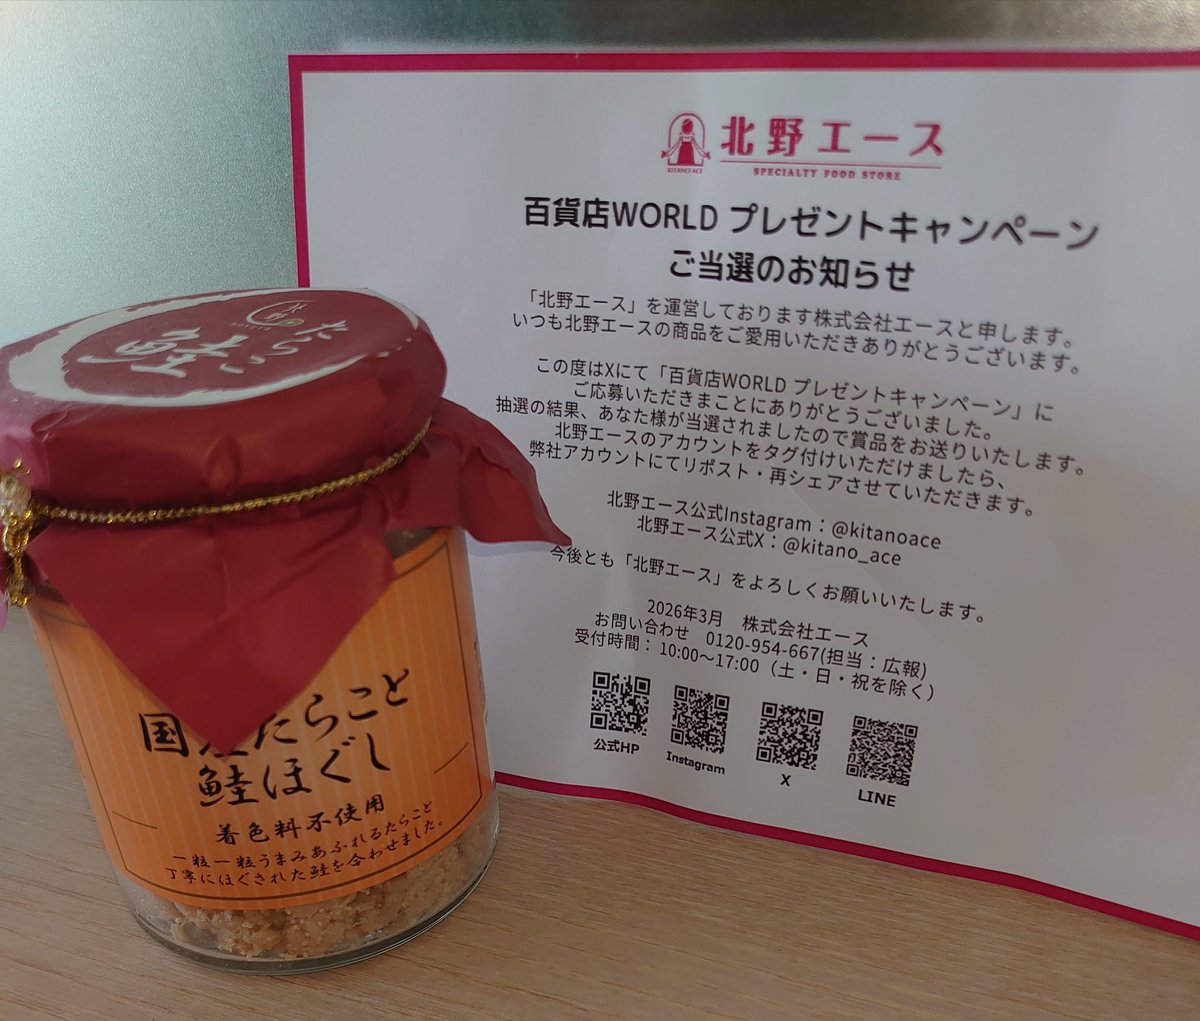 北野エース
KITANO ACE
SPECIALTY FOOD STORE
百貨店WORLD プレゼントキャンペーン
ご当選のお知らせ
「北野エース」を運営しております株式会社エースと申します。
いつも北野エースの商品をご愛用いただきありがとうございます。
この度はXにて「百貨店WORLD プレゼントキャンペーン」に
ご応募いただきまことにありがとうございました。
抽選の結果、あなた様が当選されましたので賞品をお送りいたします。
北野エースのアカウントをタグ付けいただけましたら、
弊社アカウントにてリポスト・再シェアさせていただきます。
北野エース公式Instagram：@kitanoace
北野エース公式X：@kitano_ace
今後とも「北野エース」をよろしくお願いいたします。
2026年3月　株式会社エース
お問い合わせ　0120-954-667(担当：広報)
受付時間： 10:00～17:00（土・日・祝を除く）
公式HP
Instagram
X
LINE
たらこ
鮭
国産たらこと
鮭ほぐし
着色料不使用
一粒一粒うまみあふれるたらこと
丁寧にほぐされた鮭を合わせました。